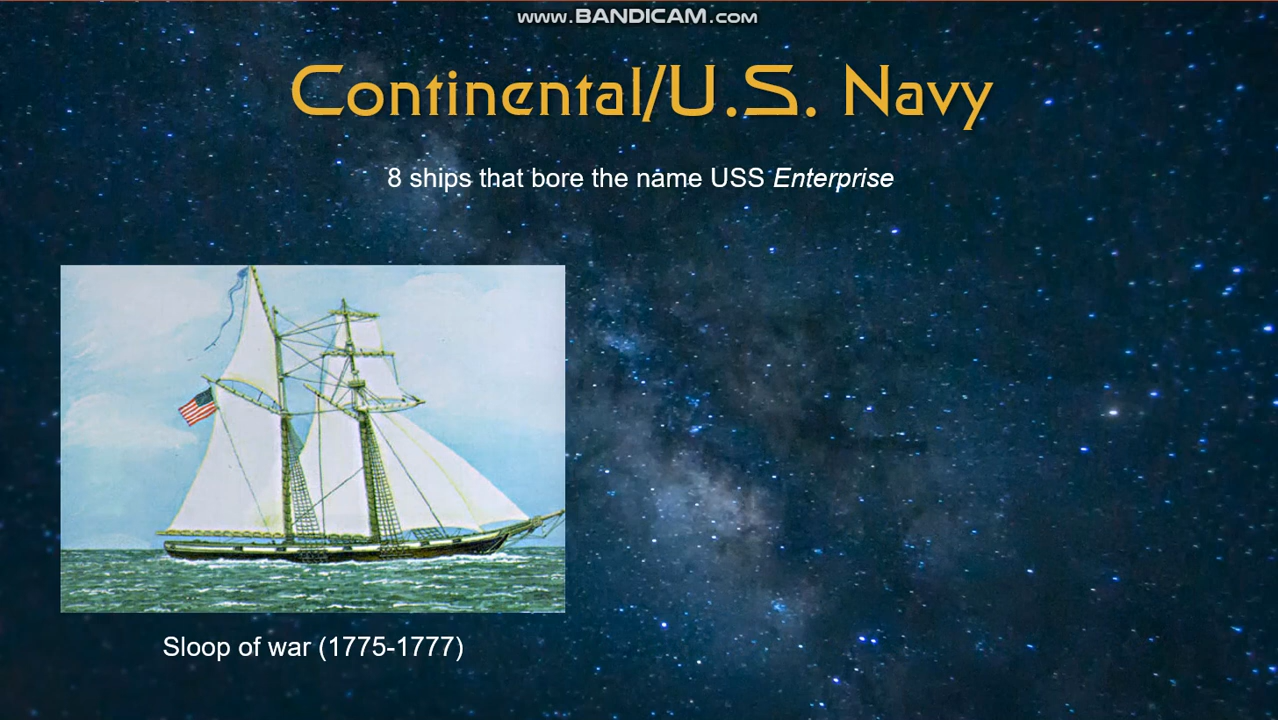 www.BANDICAM.com
Continental/U.S. Navy
8 ships that bore the name USS Enterprise
Sloop of war (1775-1777)